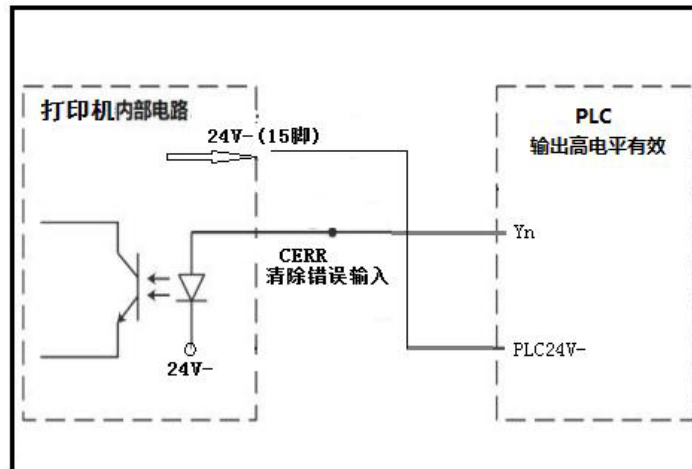 打印机内部电路
24V-(15脚)
PLC
输出高电平有效
CERR
清除错误输入
Yn
24V-
PLC24V-